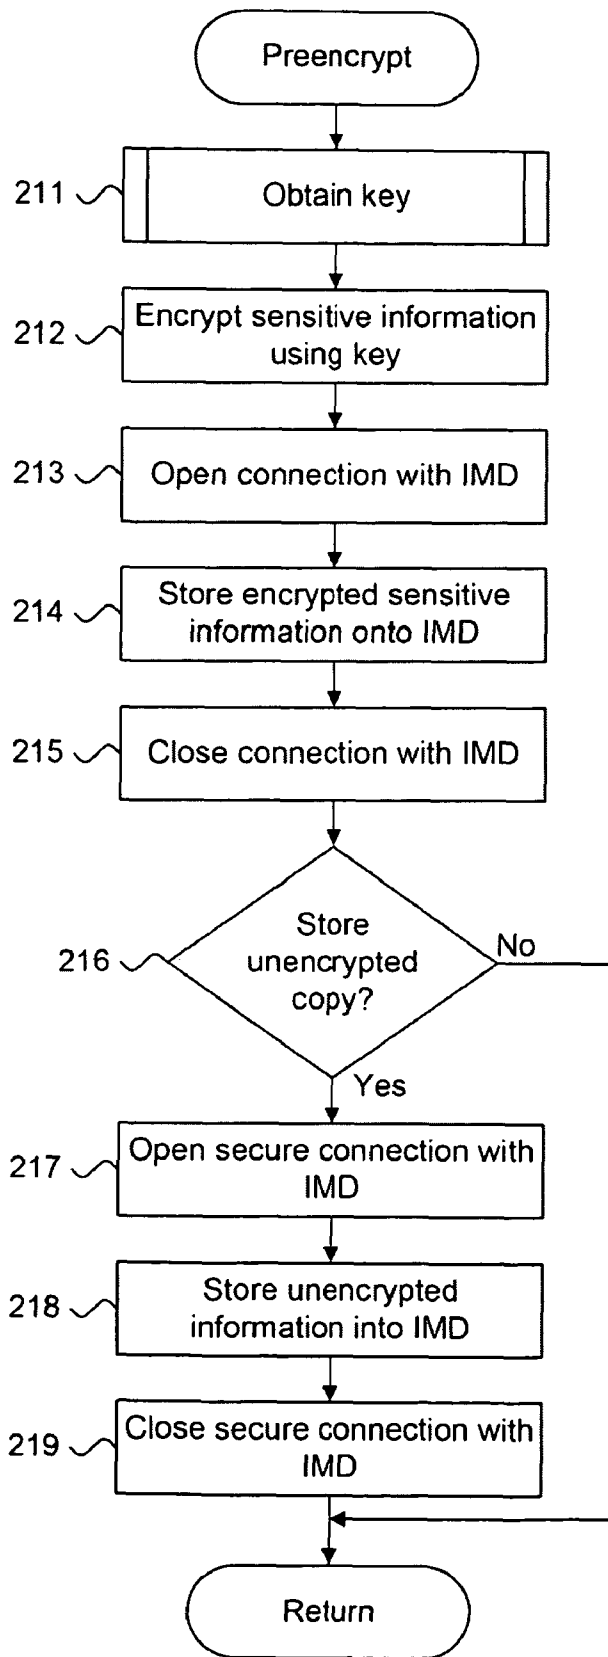 Preencrypt
211
Obtain key
212
Encrypt sensitive information
using key
213
Open connection with IMD
214
Store encrypted sensitive
information onto IMD
215
Close connection with IMD
216
Store
unencrypted
copy?
No
Yes
217
Open secure connection with
IMD
218
Store unencrypted
information into IMD
219
Close secure connection with
IMD
Return